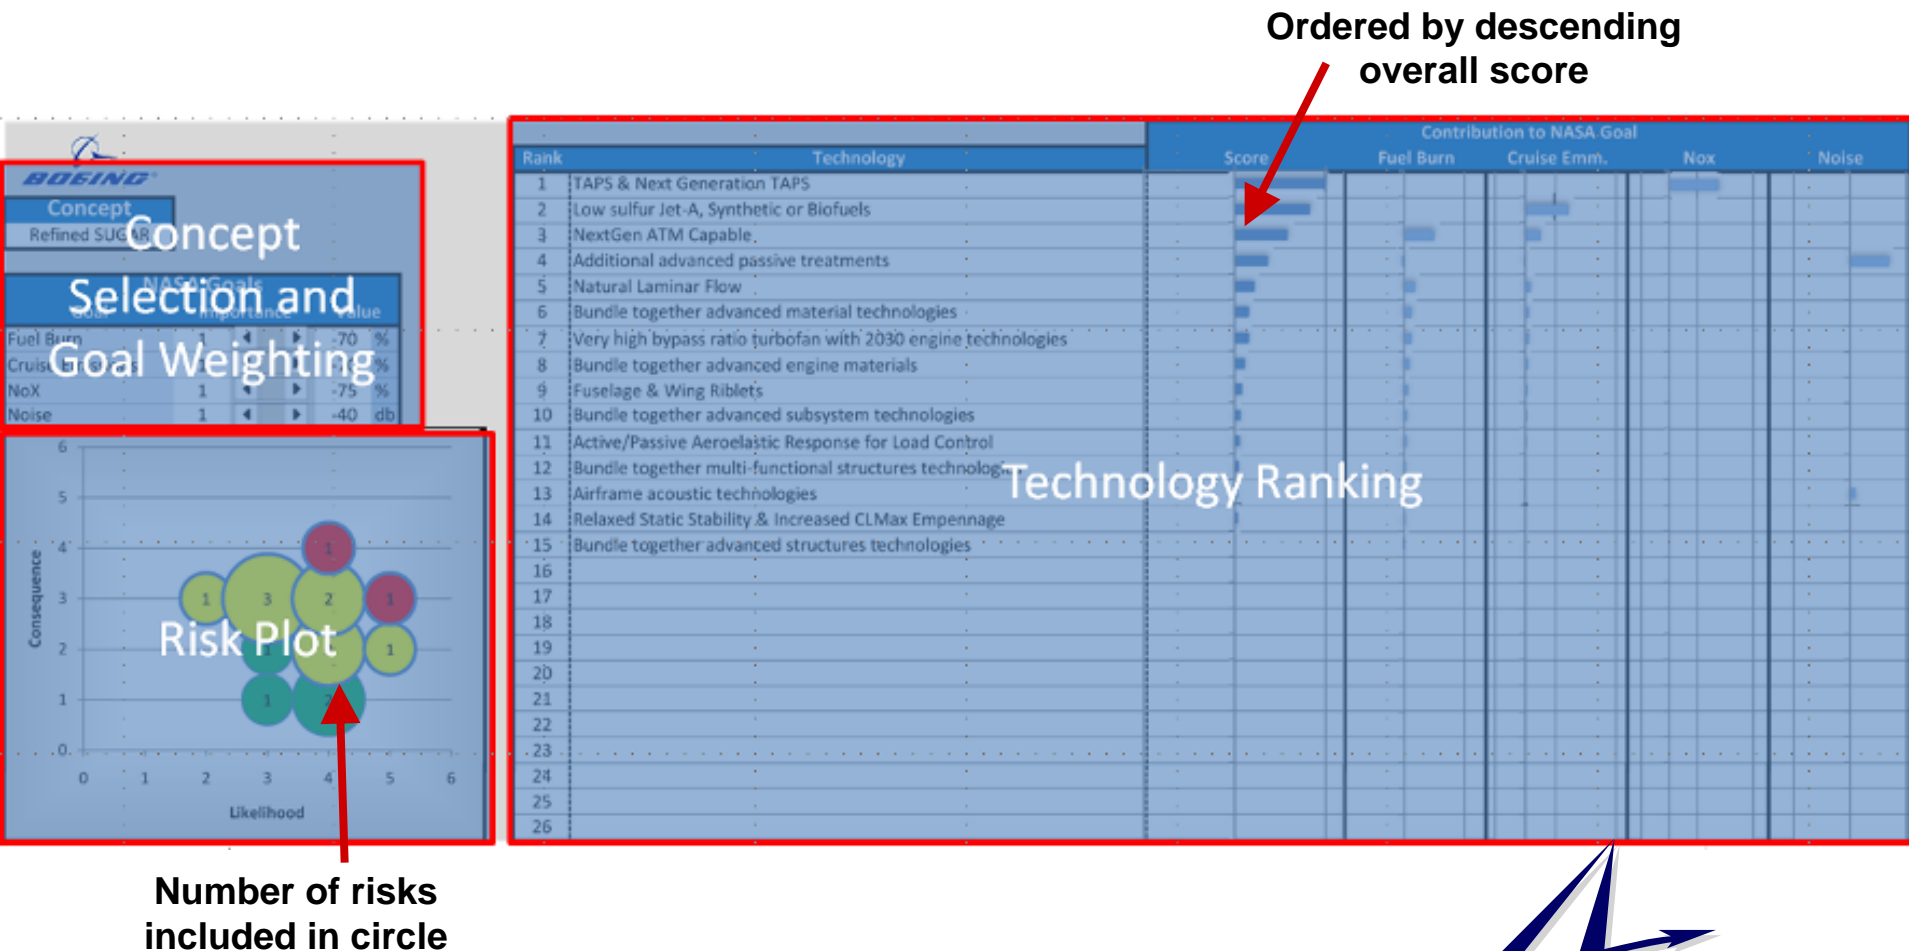 Ordered by descending
overall score
BOEING
Concept
Refined SUGAR
Concept
Selection and
Goal Weighting
NASA Goals
Goal Importance Value
Fuel Burn 1 -70 %
Cruise 1 %
NoX 1 -75 %
Noise 1 -40 db
Contribution to NASA Goal
Rank Technology Score Fuel Burn Cruise Emm. Nox Noise
1 TAPS & Next Generation TAPS
2 Low sulfur Jet-A, Synthetic or Biofuels
3 NextGen ATM Capable
4 Additional advanced passive treatments
5 Natural Laminar Flow
6 Bundle together advanced material technologies
7 Very high bypass ratio turbofan with 2030 engine technologies
8 Bundle together advanced engine materials
9 Fuselage & Wing Riblets
10 Bundle together advanced subsystem technologies
11 Active/Passive Aeroelastic Response for Load Control
12 Bundle together multi-functional structures technologies
13 Airframe acoustic technologies
14 Relaxed Static Stability & Increased CLMax Empennage
15 Bundle together advanced structures technologies
16
17
18
19
20
21
22
23
24
25
26
Technology Ranking
6
5
4
3
2
1
0
Consequence
1
1 3 2 1
1
1 2
Risk Plot
0 1 2 3 4 5 6
Likelihood
Number of risks
included in circle